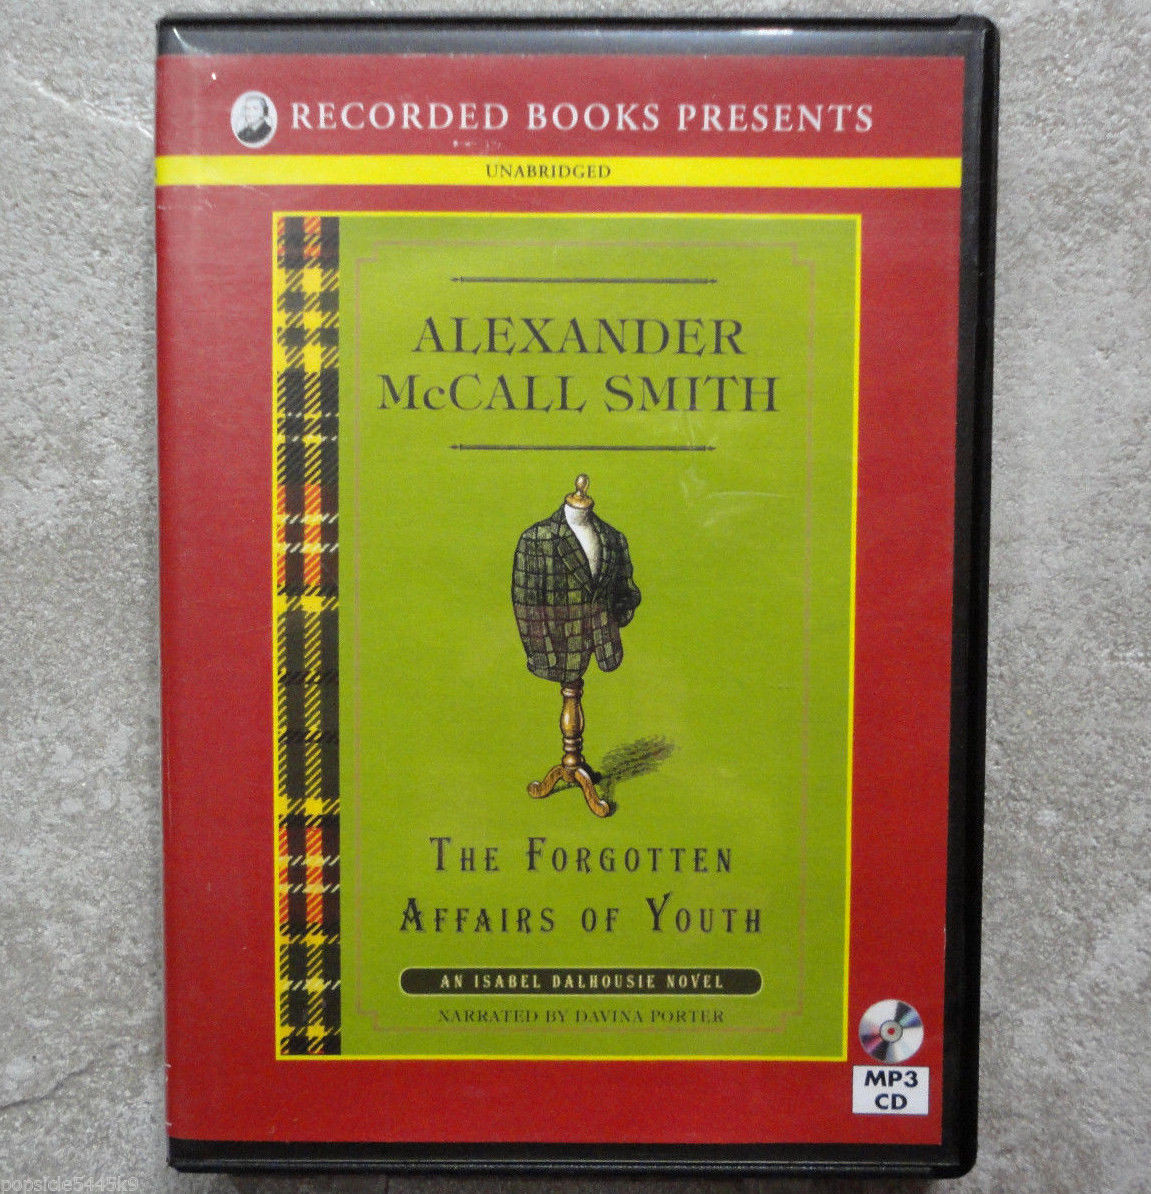 RECORDED BOOKS PRESENTS
UNABRIDGED
ALEXANDER
McCALL SMITH
THE FORGOTTEN
AFFAIRS OF YOUTH
AN ISABEL DALHOUSIE NOVEL
NARRATED BY DAVINA PORTER
MP3
CD
popsicle5445k9